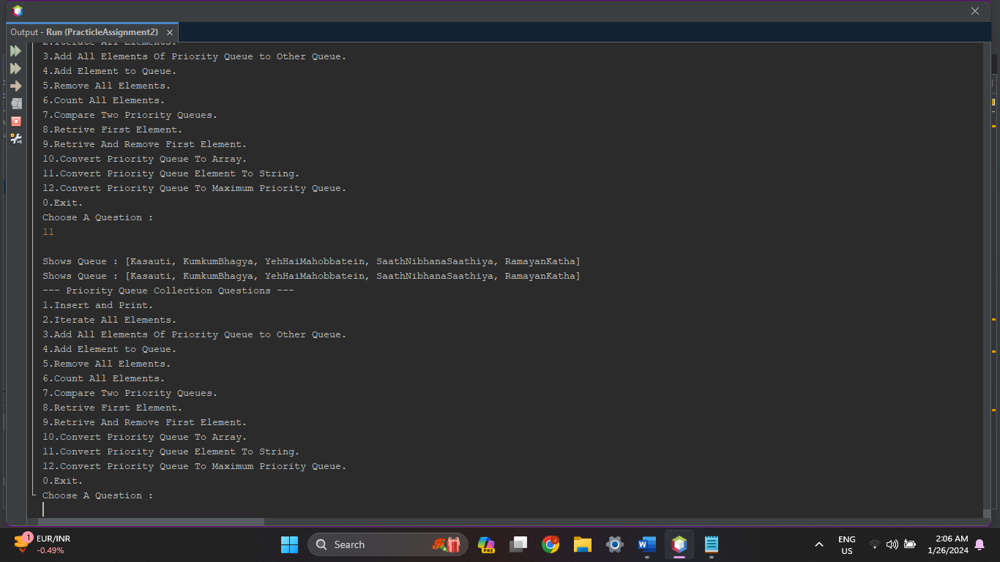 Output - Run (PracticleAssignment2)
2.Iterate All Elements.
3.Add All Elements Of Priority Queue to Other Queue.
4.Add Element to Queue.
5.Remove All Elements.
6.Count All Elements.
7.Compare Two Priority Queues.
8.Retrive First Element.
9.Retrive And Remove First Element.
10.Convert Priority Queue To Array.
11.Convert Priority Queue Element To String.
12.Convert Priority Queue To Maximum Priority Queue.
0.Exit.
Choose A Question :
11
Shows Queue : [Kasauti, KumkumBhagya, YehHaiMahobbatein, SaathNibhanaSaathiya, RamayanKatha]
Shows Queue : [Kasauti, KumkumBhagya, YehHaiMahobbatein, SaathNibhanaSaathiya, RamayanKatha]
--- Priority Queue Collection Questions ---
1.Insert and Print.
2.Iterate All Elements.
3.Add All Elements Of Priority Queue to Other Queue.
4.Add Element to Queue.
5.Remove All Elements.
6.Count All Elements.
7.Compare Two Priority Queues.
8.Retrive First Element.
9.Retrive And Remove First Element.
10.Convert Priority Queue To Array.
11.Convert Priority Queue Element To String.
12.Convert Priority Queue To Maximum Priority Queue.
0.Exit.
Choose A Question :
1
EUR/INR
-0.49%
Search
PRE
ENG
US
2:06 AM
1/26/2024